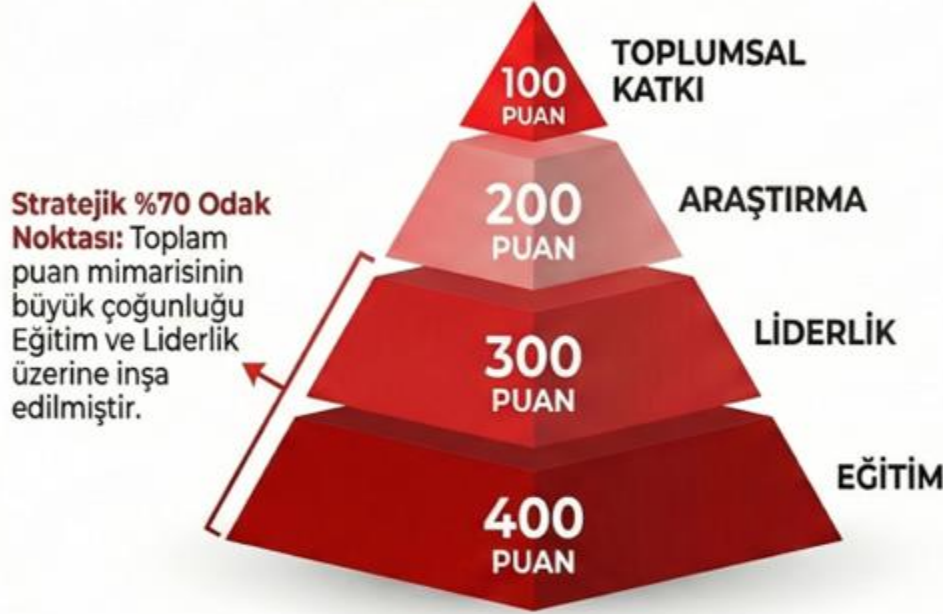 100
PUAN
TOPLUMSAL
KATKI
200
PUAN
ARAŞTIRMA
Stratejik %70 Odak
Noktası: Toplam
puan mimarisinin
büyük çoğunluğu
Eğitim ve Liderlik
üzerine inşa
edilmiştir.
300
PUAN
LİDERLİK
400
PUAN
EĞİTİM